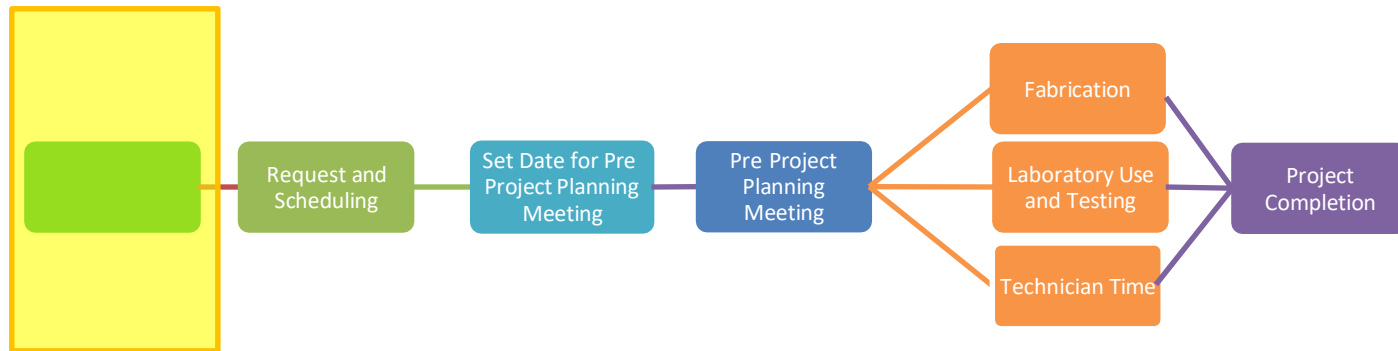 Request and
Scheduling
Set Date for Pre
Project Planning
Meeting
Pre Project
Planning
Meeting
Fabrication
Laboratory Use
and Testing
Technician Time
Project
Completion